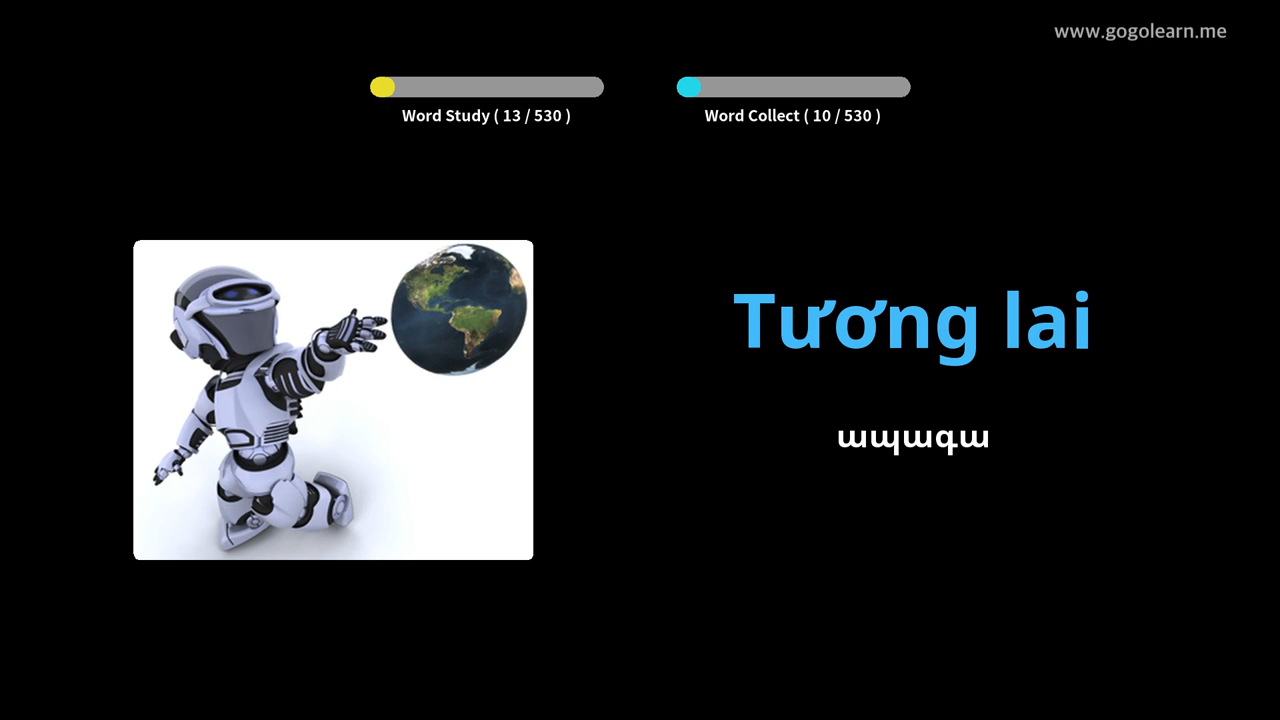 www.gogolearn.me
Word Study ( 13 / 530 )
Word Collect ( 10 / 530 )
Tương lai
ապագա